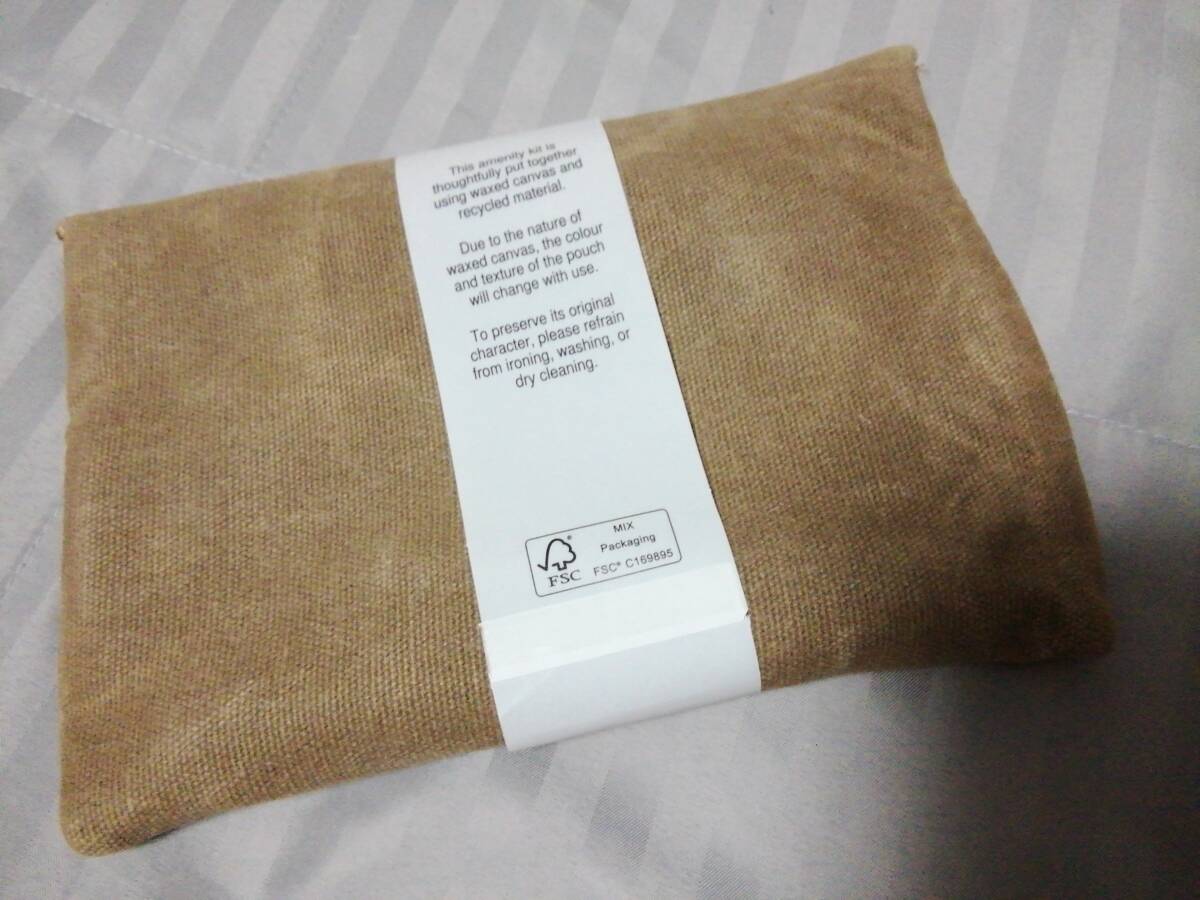 This amenity kit is
thoughtfully put together
using waxed canvas and
recycled material.
Due to the nature of
waxed canvas, the colour
and texture of the pouch
will change with use.
To preserve its original
character, please refrain
from ironing, washing, or
dry cleaning.
MIX
Packaging
FSC® C169895
FSC